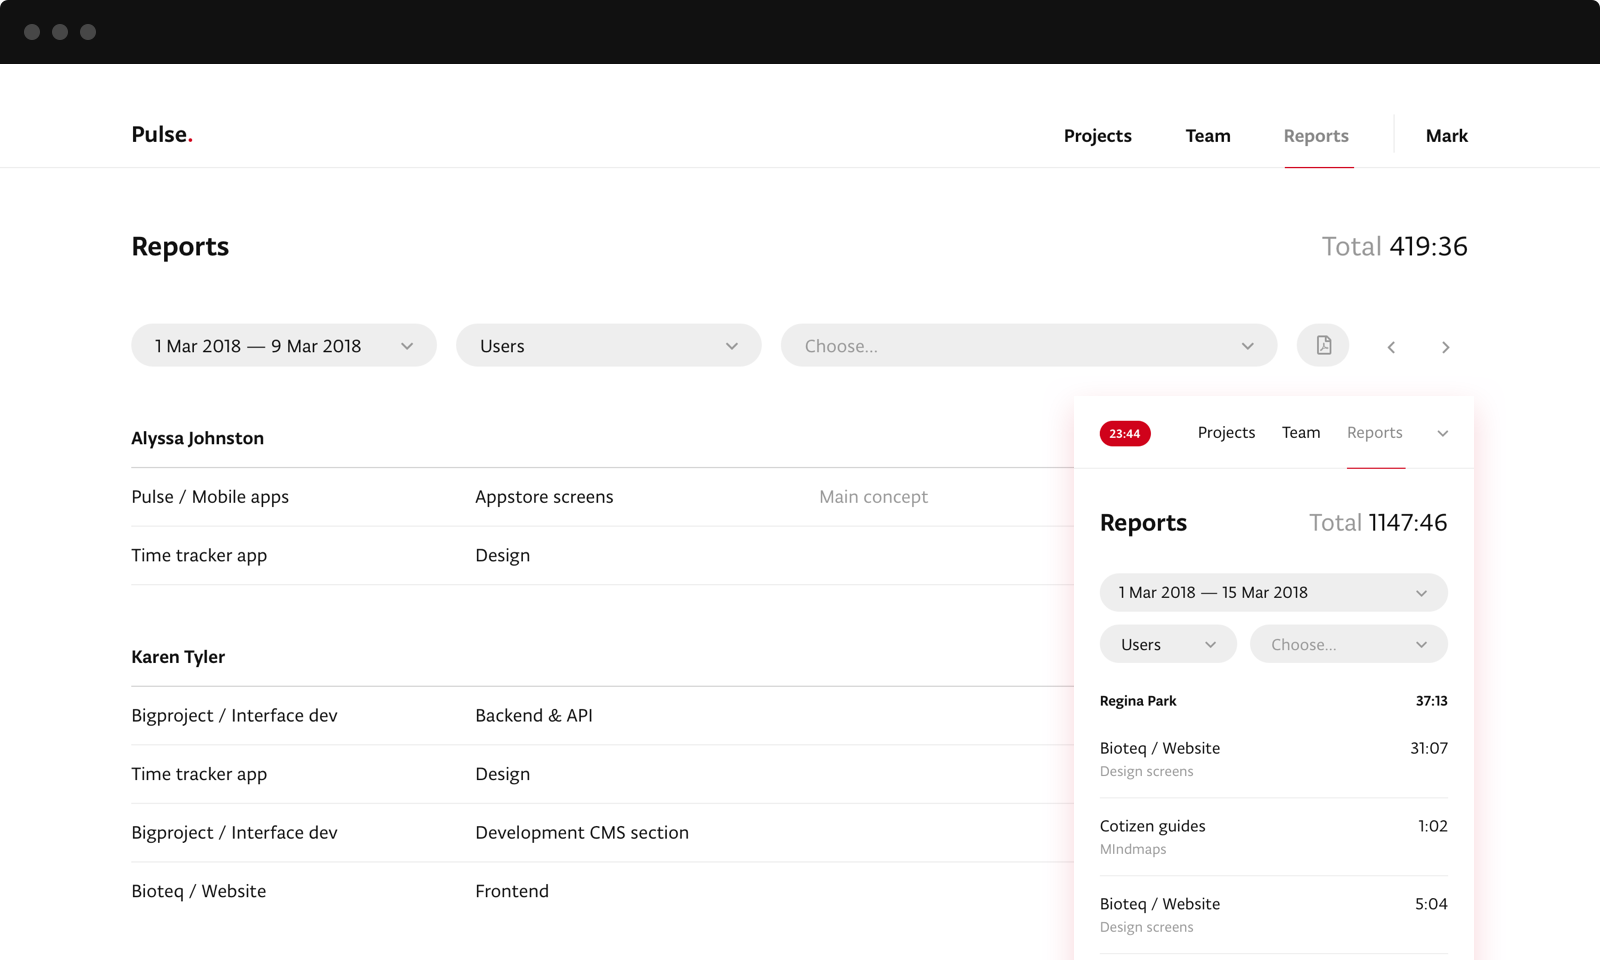 Pulse.
Projects Team Reports Mark
Reports
Total 419:36
1 Mar 2018 — 9 Mar 2018
Users
Choose...
Alyssa Johnston
Pulse / Mobile apps Appstore screens Main concept
Time tracker app Design
Karen Tyler
Bigproject / Interface dev Backend & API
Time tracker app Design
Bigproject / Interface dev Development CMS section
Bioteq / Website Frontend
23:44
Projects Team Reports
Reports
Total 1147:46
1 Mar 2018 — 15 Mar 2018
Users
Choose...
Regina Park 37:13
Bioteq / Website 31:07
Design screens
Cotizen guides 1:02
MIndmaps
Bioteq / Website 5:04
Design screens